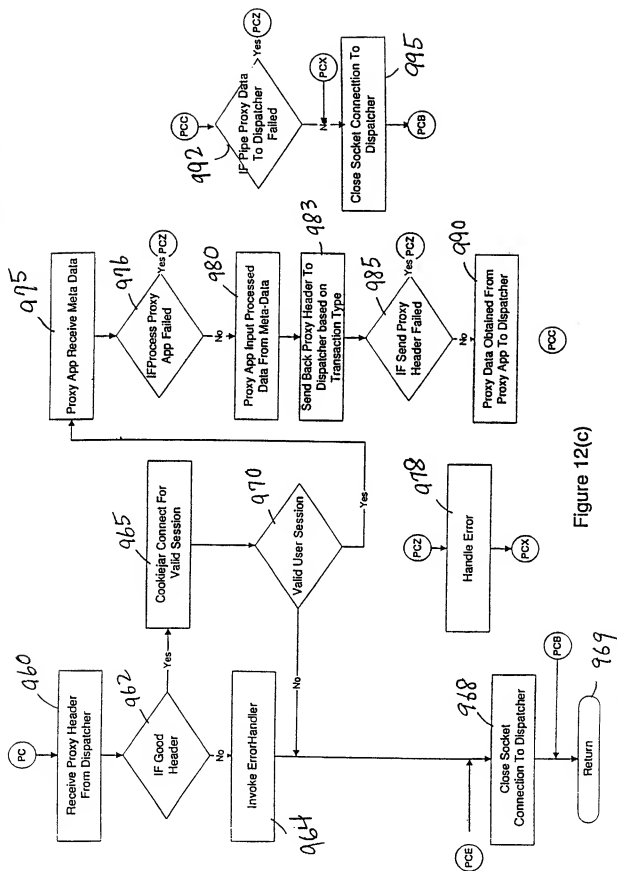 PC
960
Receive Proxy Header
From Dispatcher
962
IF Good
Header
Yes
No
Invoke ErrorHandler
964
965
Cookiejar Connect For
Valid Session
970
Valid User Session
No
Yes
PCE
968
Close Socket
Connection To
Dispatcher
PCB
Return
969
975
Proxy App Receive Meta Data
976
IFProcess Proxy
App Failed
Yes
PCZ
No
980
Proxy App Input Processed
Data From Meta-Data
983
Send Back Proxy Header To
Dispatcher based on
Transaction Type
985
IF Send Proxy
Header Failed
Yes
PCZ
No
990
Proxy Data Obtained From
Proxy App To Dispatcher
PCC
PCZ
978
Handle Error
PCX
PCC
992
IF Pipe Proxy Data
To Dispatcher
Failed
Yes
PCZ
No
PCX
995
Close Socket Connecttion To
Dispatcher
PCB
Figure 12(c)